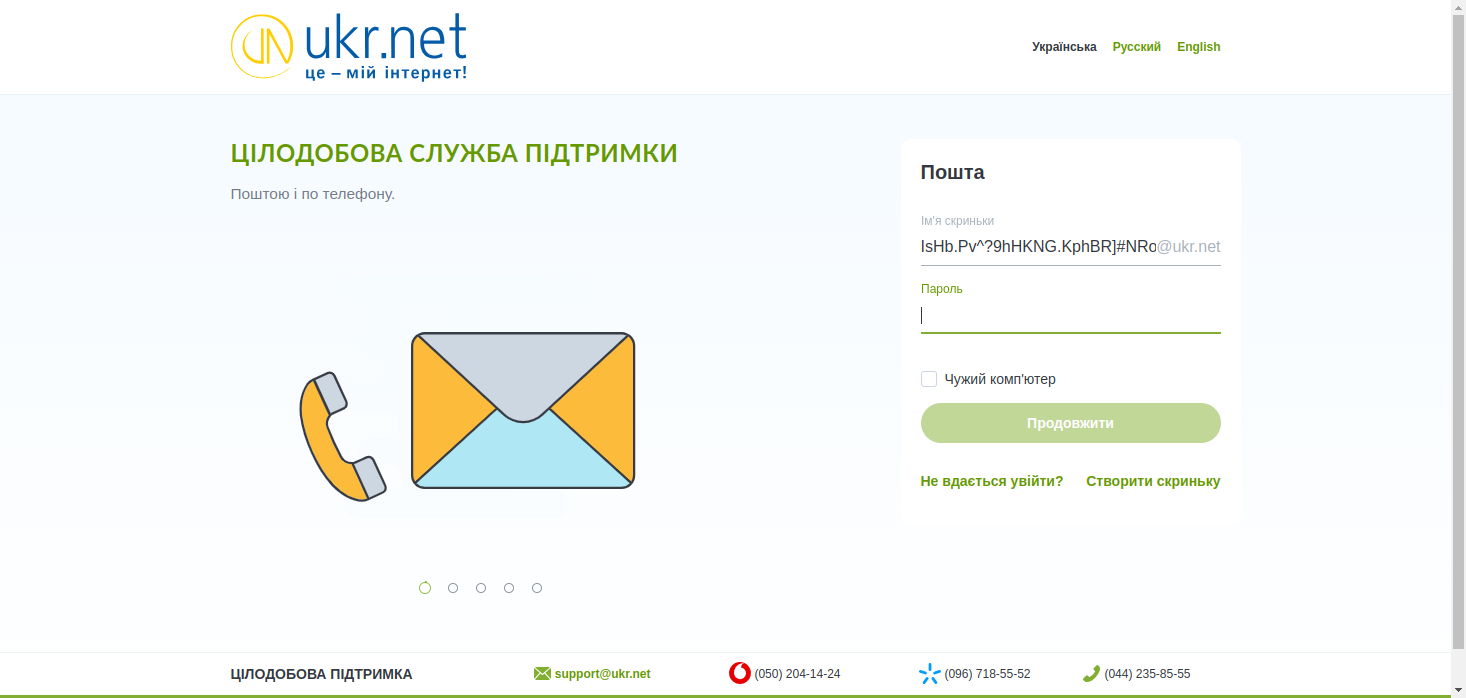 ukr.net
це – мій інтернет!
Українська Русский English
ЦІЛОДОБОВА СЛУЖБА ПІДТРИМКИ
Поштою і по телефону.
Пошта
Ім'я скриньки
IsHb.Pv^?9hHKNG.KphBR]#NRo@ukr.net
Пароль
Чужий комп'ютер
Продовжити
Не вдається увійти? Створити скриньку
ЦІЛОДОБОВА ПІДТРИМКА support@ukr.net (050) 204-14-24 (096) 718-55-52 (044) 235-85-55